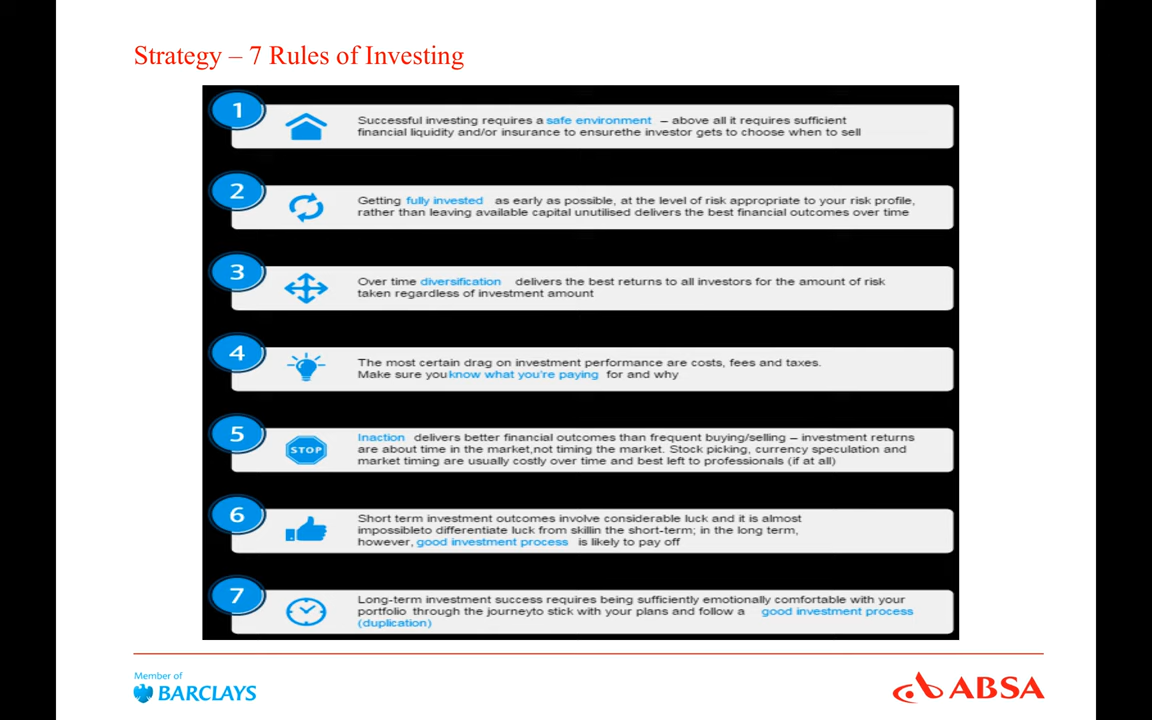 Strategy – 7 Rules of Investing
1
Successful investing requires a safe environment – above all it requires sufficient
financial liquidity and/or insurance to ensurethe investor gets to choose when to sell
2
Getting fully invested as early as possible, at the level of risk appropriate to your risk profile,
rather than leaving available capital unutilised delivers the best financial outcomes over time
3
Over time diversification delivers the best returns to all investors for the amount of risk
taken regardless of investment amount
4
The most certain drag on investment performance are costs, fees and taxes.
Make sure you know what you're paying for and why
5
STOP
Inaction delivers better financial outcomes than frequent buying/selling – investment returns
are about time in the market,not timing the market. Stock picking, currency speculation and
market timing are usually costly over time and best left to professionals (if at all)
6
Short term investment outcomes involve considerable luck and it is almost
impossibleto differentiate luck from skillin the short-term; in the long term,
however, good investment process is likely to pay off
7
Long-term investment success requires being sufficiently emotionally comfortable with your
portfolio through the journeyto stick with your plans and follow a good investment process
(duplication)
Member of
BARCLAYS
ABSA